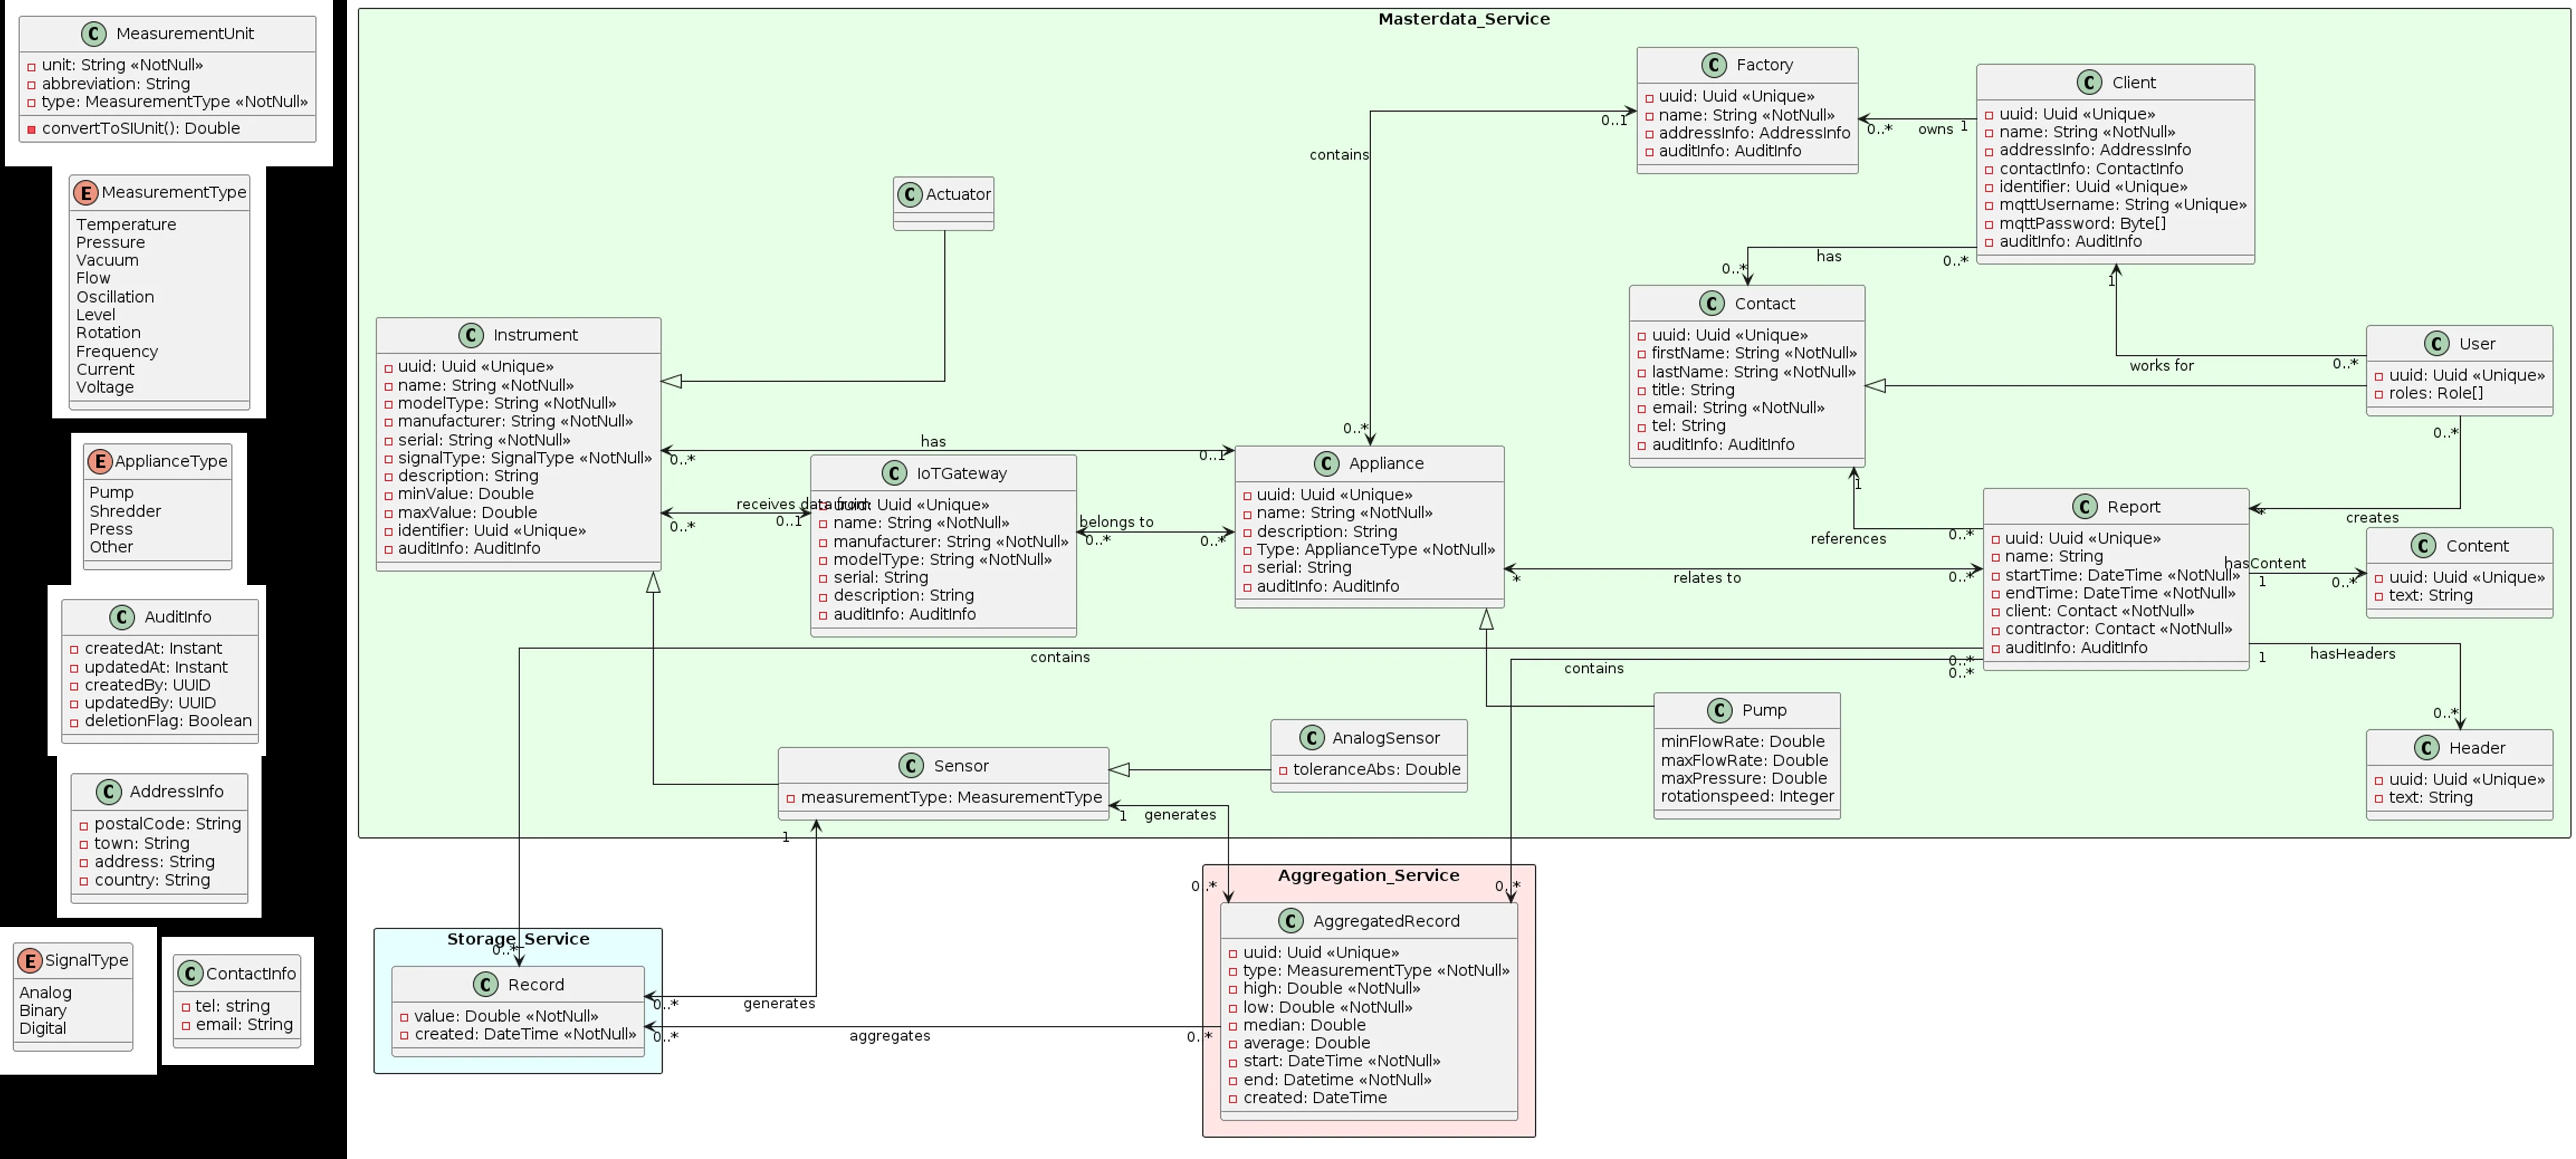 C MeasurementUnit
unit: String «NotNull»
abbreviation: String
type: MeasurementType «NotNull»
convertToSIUnit(): Double
E MeasurementType
Temperature
Pressure
Vacuum
Flow
Oscillation
Level
Rotation
Frequency
Current
Voltage
E ApplianceType
Pump
Shredder
Press
Other
C AuditInfo
createdAt: Instant
updatedAt: Instant
createdBy: UUID
updatedBy: UUID
deletionFlag: Boolean
C AddressInfo
postalCode: String
town: String
address: String
country: String
E SignalType
Analog
Binary
Digital
C ContactInfo
tel: string
email: String
Masterdata_Service
C Factory
uuid: Uuid «Unique»
name: String «NotNull»
addressInfo: AddressInfo
auditInfo: AuditInfo
0..1
contains
0..*
0..* owns 1
C Client
uuid: Uuid «Unique»
name: String «NotNull»
addressInfo: AddressInfo
contactInfo: ContactInfo
identifier: Uuid «Unique»
mqttUsername: String «Unique»
mqttPassword: Byte[]
auditInfo: AuditInfo
0..* has 0..*
1
works for
0..*
C Actuator
C Contact
uuid: Uuid «Unique»
firstName: String «NotNull»
lastName: String «NotNull»
title: String
email: String «NotNull»
tel: String
auditInfo: AuditInfo
C User
uuid: Uuid «Unique»
roles: Role[]
0..*
creates
*
C Instrument
uuid: Uuid «Unique»
name: String «NotNull»
modelType: String «NotNull»
manufacturer: String «NotNull»
serial: String «NotNull»
signalType: SignalType «NotNull»
description: String
minValue: Double
maxValue: Double
identifier: Uuid «Unique»
auditInfo: AuditInfo
0..* has 0..1
receives data from
0..* 0..1
C IoTGateway
uuid: Uuid «Unique»
name: String «NotNull»
manufacturer: String «NotNull»
modelType: String «NotNull»
serial: String
description: String
auditInfo: AuditInfo
belongs to
0..* 0..*
C Appliance
uuid: Uuid «Unique»
name: String «NotNull»
description: String
Type: ApplianceType «NotNull»
serial: String
auditInfo: AuditInfo
* relates to 0..*
1
references
0..*
C Report
uuid: Uuid «Unique»
name: String
startTime: DateTime «NotNull»
endTime: DateTime «NotNull»
client: Contact «NotNull»
contractor: Contact «NotNull»
auditInfo: AuditInfo
hasContent
1 0..*
C Content
uuid: Uuid «Unique»
text: String
1 hasHeaders
0..*
C Header
uuid: Uuid «Unique»
text: String
contains 0..*
contains 0..*
C Pump
minFlowRate: Double
maxFlowRate: Double
maxPressure: Double
rotationspeed: Integer
C Sensor
measurementType: MeasurementType
C AnalogSensor
toleranceAbs: Double
1 generates
0..*
1
0..*
Aggregation_Service
C AggregatedRecord
uuid: Uuid «Unique»
type: MeasurementType «NotNull»
high: Double «NotNull»
low: Double «NotNull»
median: Double
average: Double
start: DateTime «NotNull»
end: Datetime «NotNull»
created: DateTime
Storage_Service
0..*
C Record
value: Double «NotNull»
created: DateTime «NotNull»
0..* generates
0..* aggregates 0..*